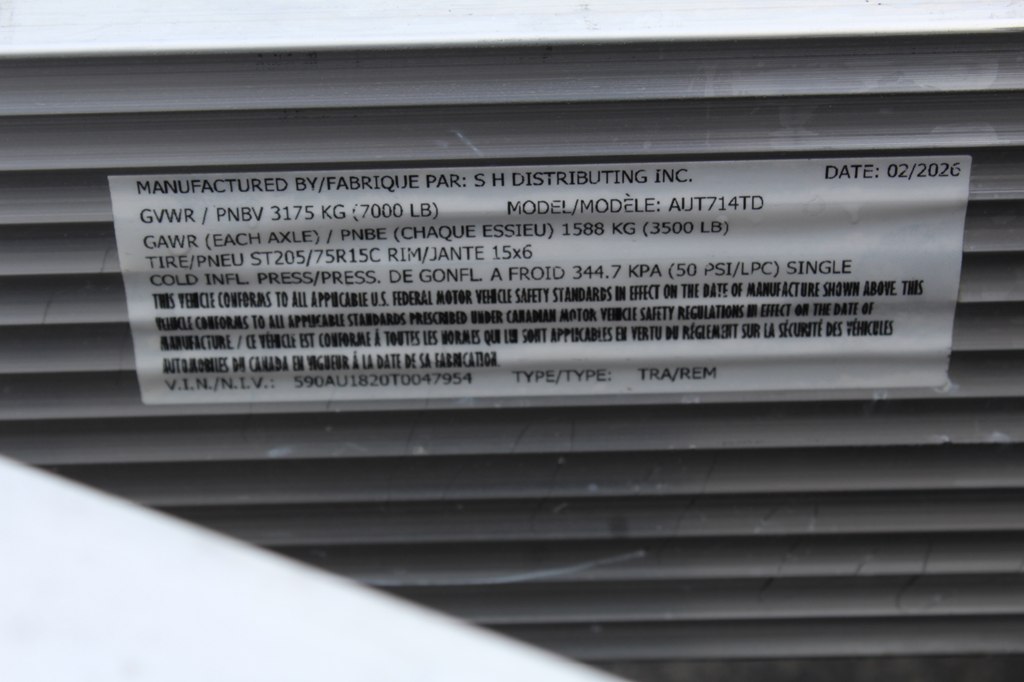 MANUFACTURED BY/FABRIQUE PAR: S H DISTRIBUTING INC. DATE: 02/2026
GVWR / PNBV 3175 KG (7000 LB) MODEL/MODÈLE: AUT714TD
GAWR (EACH AXLE) / PNBE (CHAQUE ESSIEU) 1588 KG (3500 LB)
TIRE/PNEU ST205/75R15C RIM/JANTE 15x6
COLD INFL. PRESS/PRESS. DE GONFL. A FROID 344.7 KPA (50 PSI/LPC) SINGLE
THIS VEHICLE CONFORMS TO ALL APPLICABLE U.S. FEDERAL MOTOR VEHICLE SAFETY STANDARDS IN EFFECT ON THE DATE OF MANUFACTURE SHOWN ABOVE. THIS
VEHICLE CONFORMS TO ALL APPLICABLE STANDARDS PRESCRIBED UNDER CANADIAN MOTOR VEHICLE SAFETY REGULATIONS IN EFFECT ON THE DATE OF
MANUFACTURE. / CE VÉHICLE EST CONFORME À TOUTES LES NORMES QUI LUI SONT APPLICABLES EN VERTU DU RÈGLEMENT SUR LA SÉCURITÉ DES VÉHICULES
AUTOMOBILES DU CANADA EN VIGUEUR À LA DATE DE SA FABRICATION.
V.I.N./N.I.V.: 590AU1820T0047954 TYPE/TYPE: TRA/REM